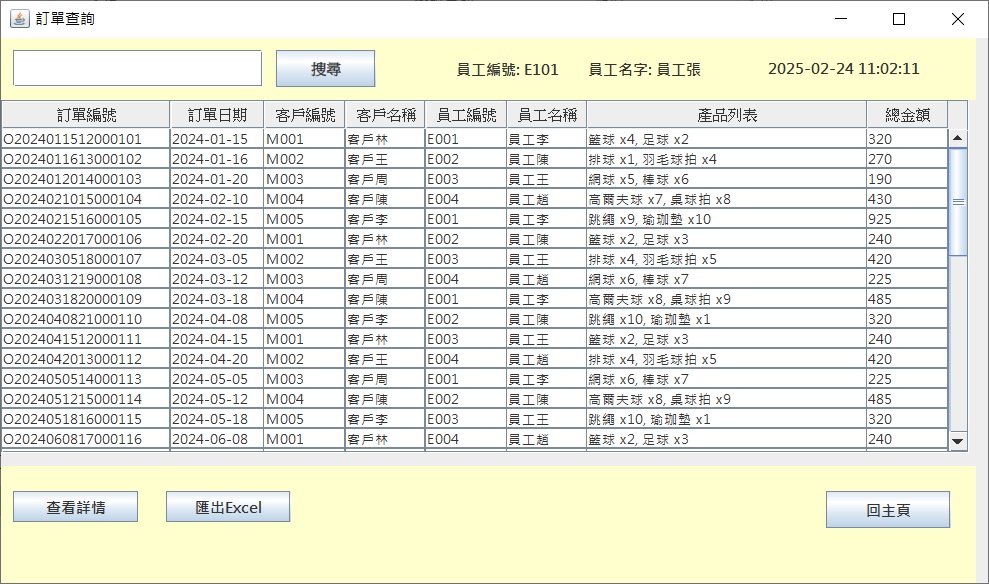 訂單查詢
搜尋 員工編號: E101 員工名字: 員工張 2025-02-24 11:02:11
訂單編號 訂單日期 客戶編號 客戶名稱 員工編號 員工名稱 產品列表 總金額
O2024011512000101 2024-01-15 M001 客戶林 E001 員工李 籃球 x4, 足球 x2 320
O2024011613000102 2024-01-16 M002 客戶王 E002 員工陳 排球 x1, 羽毛球拍 x4 270
O2024012014000103 2024-01-20 M003 客戶周 E003 員工王 網球 x5, 棒球 x6 190
O2024021015000104 2024-02-10 M004 客戶陳 E004 員工趙 高爾夫球 x7, 桌球拍 x8 430
O2024021516000105 2024-02-15 M005 客戶李 E001 員工李 跳繩 x9, 瑜珈墊 x10 925
O2024022017000106 2024-02-20 M001 客戶林 E002 員工陳 籃球 x2, 足球 x3 240
O2024030518000107 2024-03-05 M002 客戶王 E003 員工王 排球 x4, 羽毛球拍 x5 420
O2024031219000108 2024-03-12 M003 客戶周 E004 員工趙 網球 x6, 棒球 x7 225
O2024031820000109 2024-03-18 M004 客戶陳 E001 員工李 高爾夫球 x8, 桌球拍 x9 485
O2024040821000110 2024-04-08 M005 客戶李 E002 員工陳 跳繩 x10, 瑜珈墊 x1 320
O2024041512000111 2024-04-15 M001 客戶林 E003 員工王 籃球 x2, 足球 x3 240
O2024042013000112 2024-04-20 M002 客戶王 E004 員工趙 排球 x4, 羽毛球拍 x5 420
O2024050514000113 2024-05-05 M003 客戶周 E001 員工李 網球 x6, 棒球 x7 225
O2024051215000114 2024-05-12 M004 客戶陳 E002 員工陳 高爾夫球 x8, 桌球拍 x9 485
O2024051816000115 2024-05-18 M005 客戶李 E003 員工王 跳繩 x10, 瑜珈墊 x1 320
O2024060817000116 2024-06-08 M001 客戶林 E004 員工趙 籃球 x2, 足球 x3 240
查看詳情 匯出Excel 回主頁